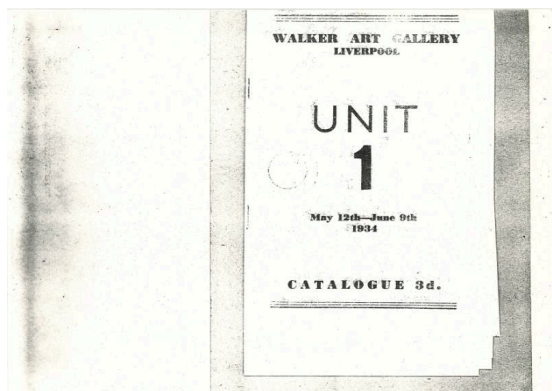 WALKER ART GALLERY
LIVERPOOL
UNIT
1
May 12th—June 9th
1934
CATALOGUE 3d.